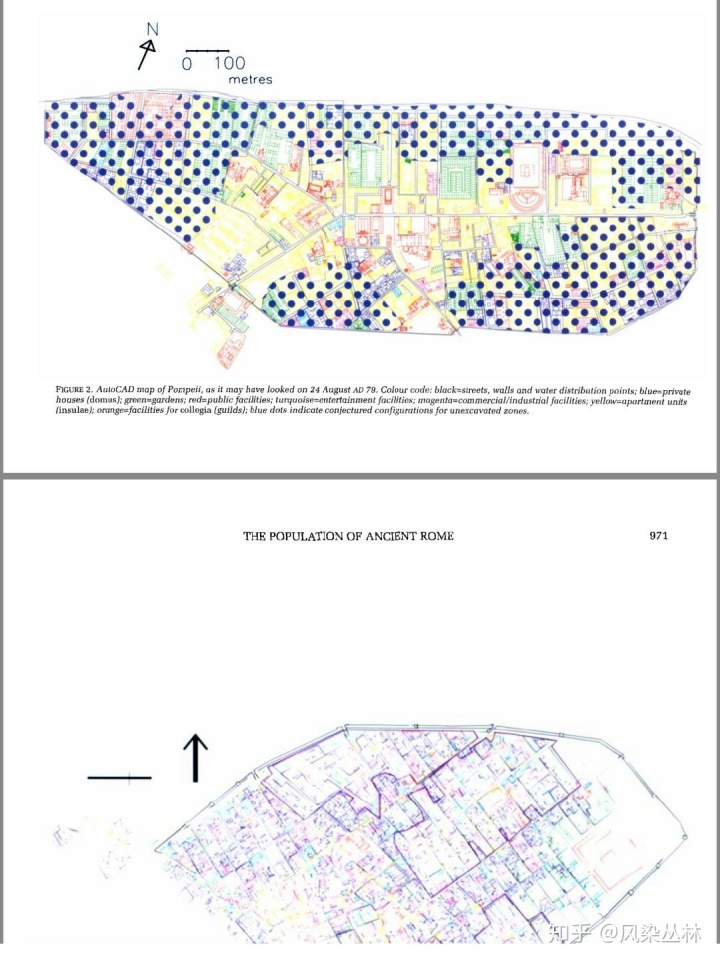 N
0 100
metres
FIGURE 2. AutoCAD map of Pompeii, as it may have looked on 24 August AD 79. Colour code: black=streets, walls and water distribution points; blue=private
houses (domus); green=gardens; red=public facilities; turquoise=entertainment facilities; magenta=commercial/industrial facilities; yellow=apartment units
(insulae); orange=facilities for collegia (guilds); blue dots indicate conjectured configurations for unexcavated zones.
THE POPULATION OF ANCIENT ROME 971
知乎 @风染丛林